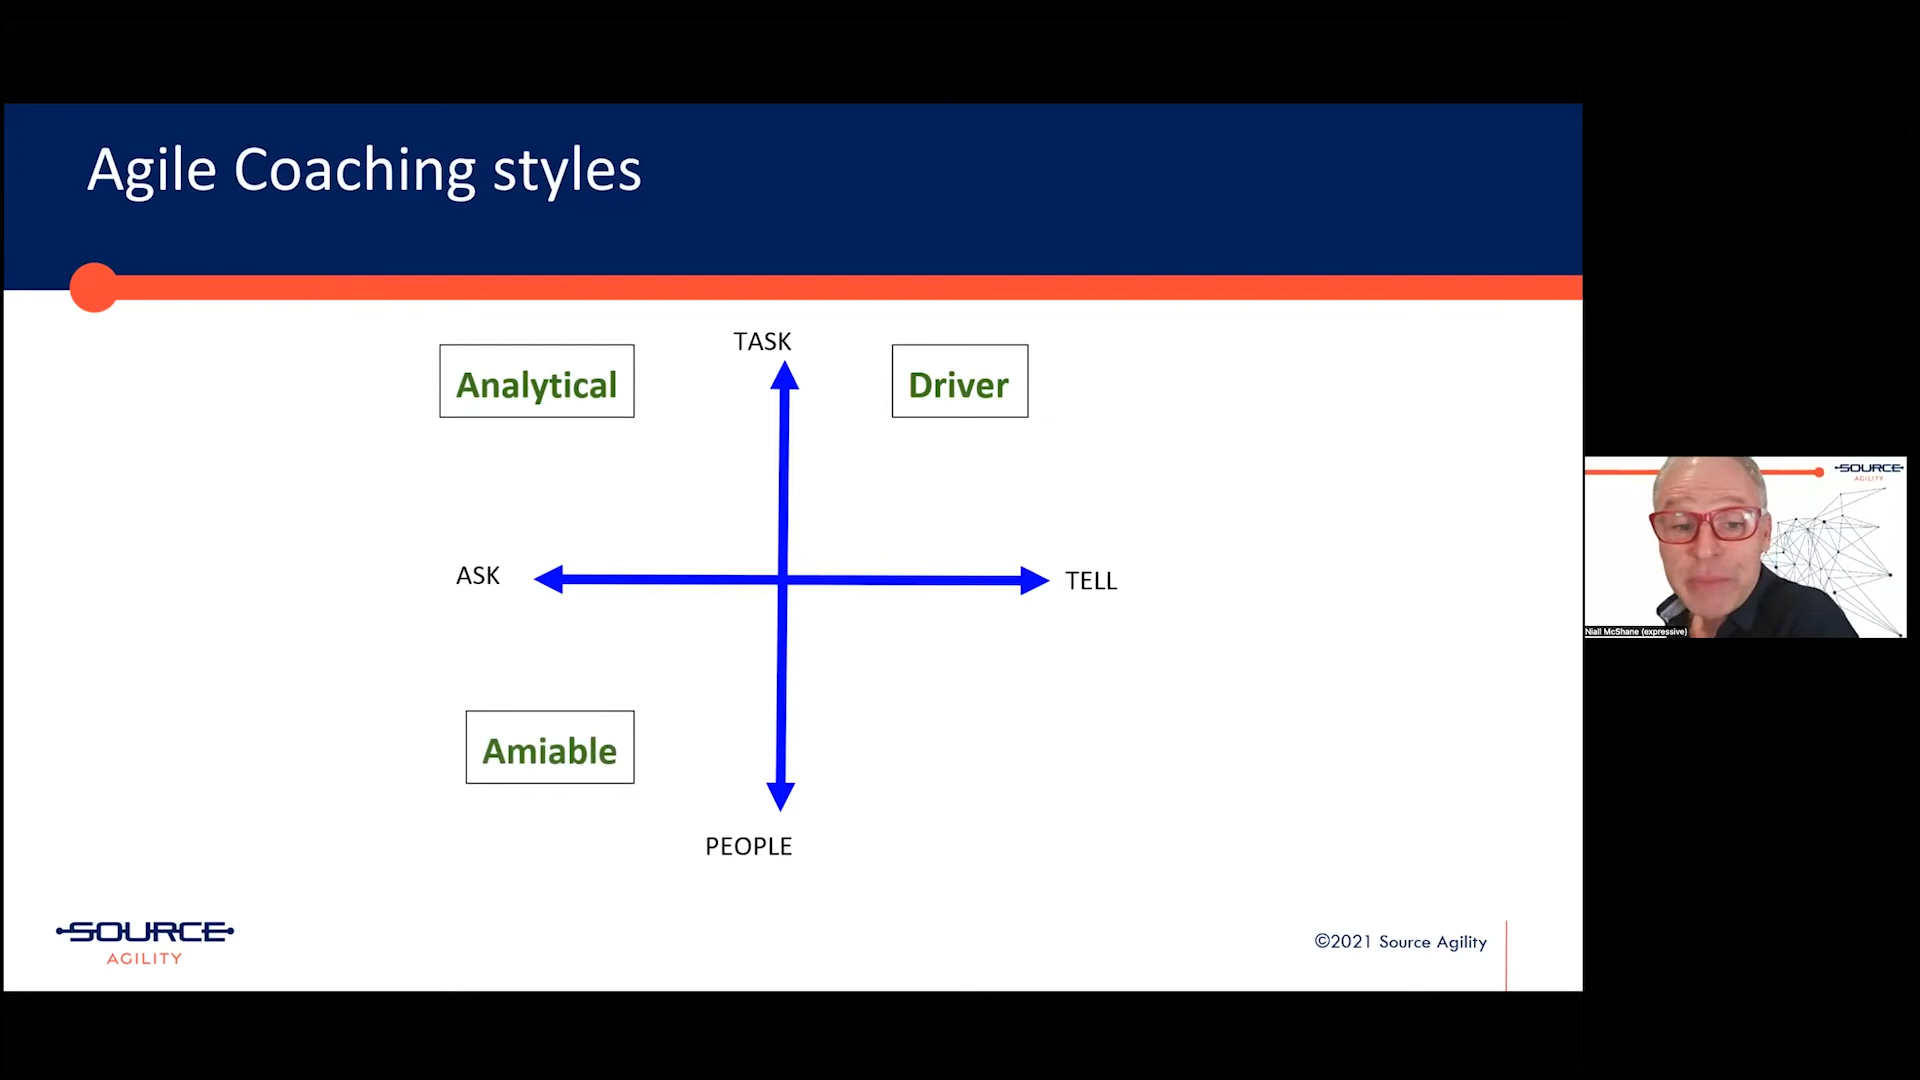 Agile Coaching styles
TASK
Analytical
Driver
ASK
TELL
Amiable
PEOPLE
SOURCE
AGILITY
©2021 Source Agility
SOURCE
AGILITY
Niall McShane (expressive)